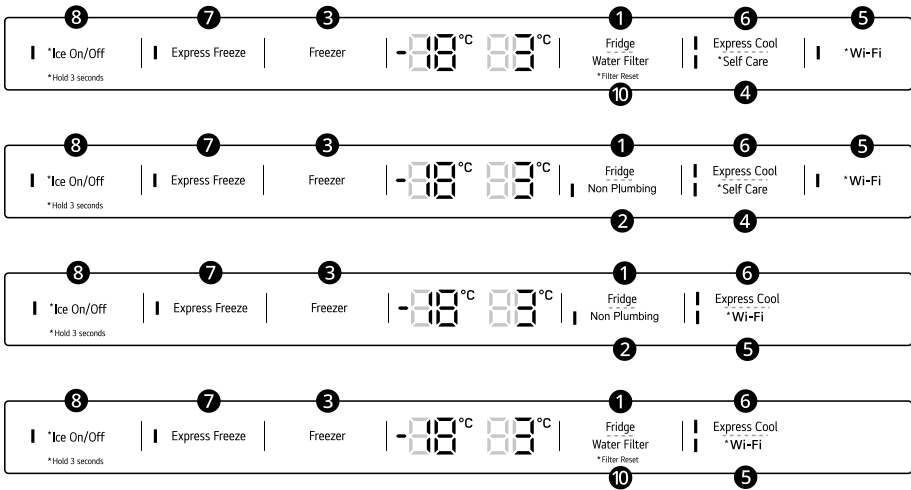 8 7 3 1 6 5
*Ice On/Off Express Freeze Freezer -18 °C 3 °C Fridge Express Cool *Wi-Fi
Water Filter *Self Care
*Hold 3 seconds *Filter Reset
10 4
8 7 3 1 6 5
*Ice On/Off Express Freeze Freezer -18 °C 3 °C Fridge Express Cool *Wi-Fi
Non Plumbing *Self Care
*Hold 3 seconds
2 4
8 7 3 1 6
*Ice On/Off Express Freeze Freezer -18 °C 3 °C Fridge Express Cool
Non Plumbing *Wi-Fi
*Hold 3 seconds
2 5
8 7 3 1 6
*Ice On/Off Express Freeze Freezer -18 °C 3 °C Fridge Express Cool
Water Filter *Wi-Fi
*Hold 3 seconds *Filter Reset
10 5